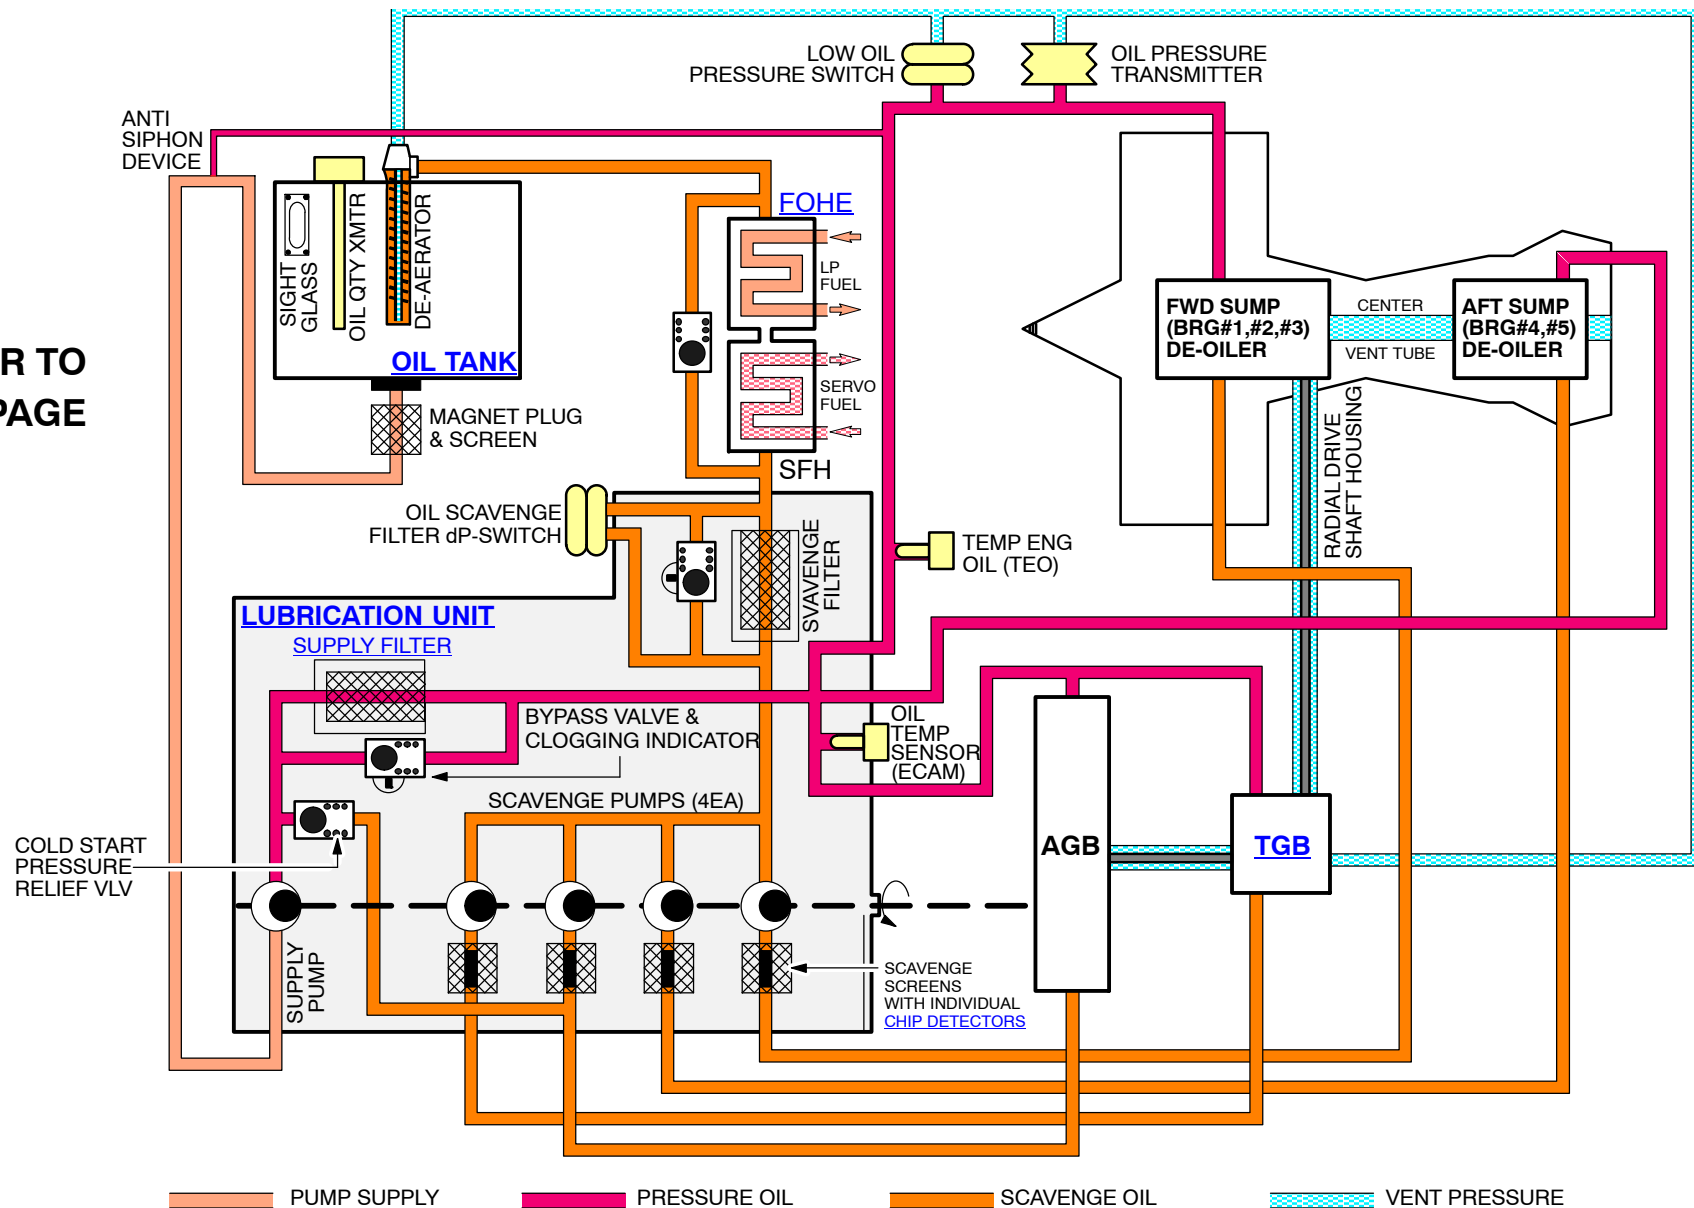 LOW OIL
PRESSURE SWITCH
OIL PRESSURE
TRANSMITTER
ANTI
SIPHON
DEVICE
SIGHT
GLASS
OIL QTY XMTR
DE-AERATOR
OIL TANK
FOHE
LP
FUEL
SERVO
FUEL
SFH
FWD SUMP
(BRG#1,#2,#3)
DE-OILER
CENTER
VENT TUBE
AFT SUMP
(BRG#4,#5)
DE-OILER
R TO
PAGE
MAGNET PLUG
& SCREEN
RADIAL DRIVE
SHAFT HOUSING
OIL SCAVENGE
FILTER dP-SWITCH
SVAVENGE
FILTER
TEMP ENG
OIL (TEO)
LUBRICATION UNIT
SUPPLY FILTER
BYPASS VALVE &
CLOGGING INDICATOR
OIL
TEMP
SENSOR
(ECAM)
SCAVENGE PUMPS (4EA)
COLD START
PRESSURE
RELIEF VLV
AGB
TGB
SUPPLY
PUMP
SCAVENGE
SCREENS
WITH INDIVIDUAL
CHIP DETECTORS
PUMP SUPPLY
PRESSURE OIL
SCAVENGE OIL
VENT PRESSURE